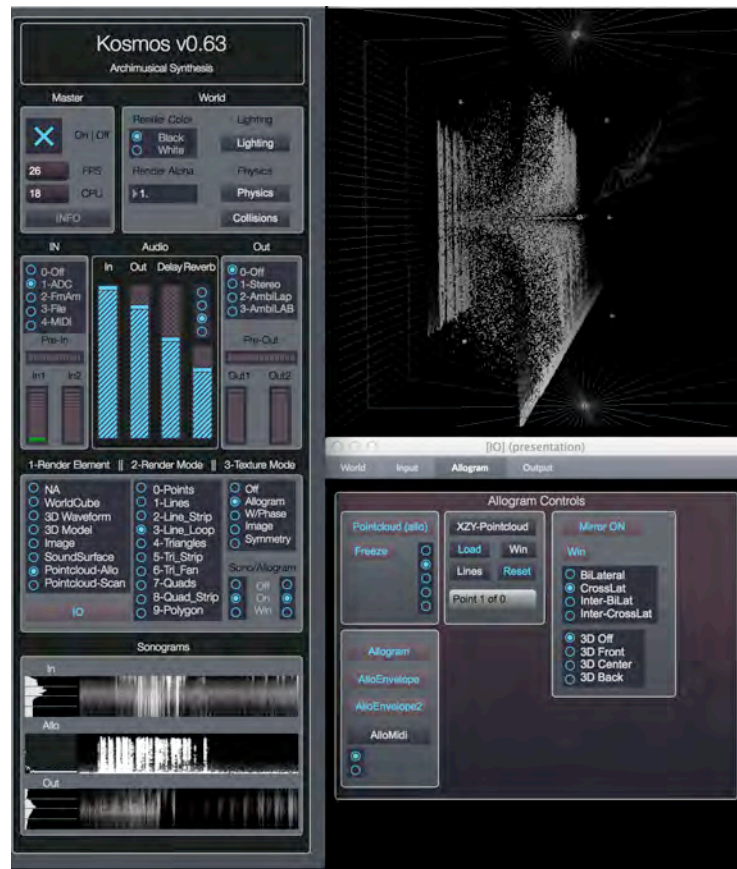 Kosmos v0.63
Archimusical Synthesis
Master
World
On | Off
26 FPS
18 CPU
INFO
Render Color
Black
White
Render Alpha
1.
Lighting
Lighting
Physics
Physics
Collisions
IN
Audio
Out
0-Off
1-ADC
2-FmAm
3-File
4-MIDI
Pre-In
In1 In2
In Out Delay Reverb
0-Off
1-Stereo
2-AmbiLap
3-AmbiLAB
Pre-Out
Out1 Out2
1-Render Element || 2-Render Mode || 3-Texture Mode
NA
WorldCube
3D Waveform
3D Model
Image
SoundSurface
Pointcloud-Allo
Pointcloud-Scan
IO
0-Points
1-Lines
2-Line_Strip
3-Line_Loop
4-Triangles
5-Tri_Strip
6-Tri_Fan
7-Quads
8-Quad_Strip
9-Polygon
Off
Allogram
W/Phase
Image
Symmetry
Sono/Allogram
Off
On
Win
Sonograms
In
Allo
Out
[IO] (presentation)
World Input Allogram Output
Allogram Controls
Pointcloud (allo)
Freeze
XZY-Pointcloud
Load Win
Lines Reset
Point 1 of 0
Mirror ON
Win
BiLateral
CrossLat
Inter-BiLat
Inter-CrossLat
3D Off
3D Front
3D Center
3D Back
Allogram
AlloEnvelope
AlloEnvelope2
AlloMidi